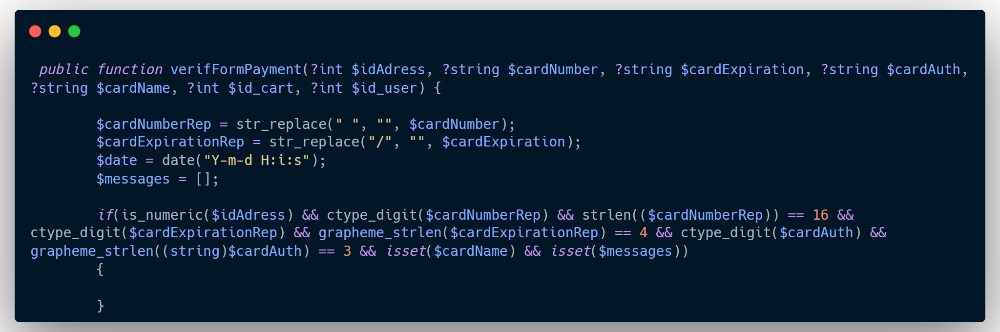 public function verifFormPayment(?int $idAdress, ?string $cardNumber, ?string $cardExpiration, ?string $cardAuth,
?string $cardName, ?int $id_cart, ?int $id_user) {
$cardNumberRep = str_replace(" ", "", $cardNumber);
$cardExpirationRep = str_replace("/", "", $cardExpiration);
$date = date("Y-m-d H:i:s");
$messages = [];
if(is_numeric($idAdress) && ctype_digit($cardNumberRep) && strlen(($cardNumberRep)) == 16 &&
ctype_digit($cardExpirationRep) && grapheme_strlen($cardExpirationRep) == 4 && ctype_digit($cardAuth) &&
grapheme_strlen((string)$cardAuth) == 3 && isset($cardName) && isset($messages))
{
}